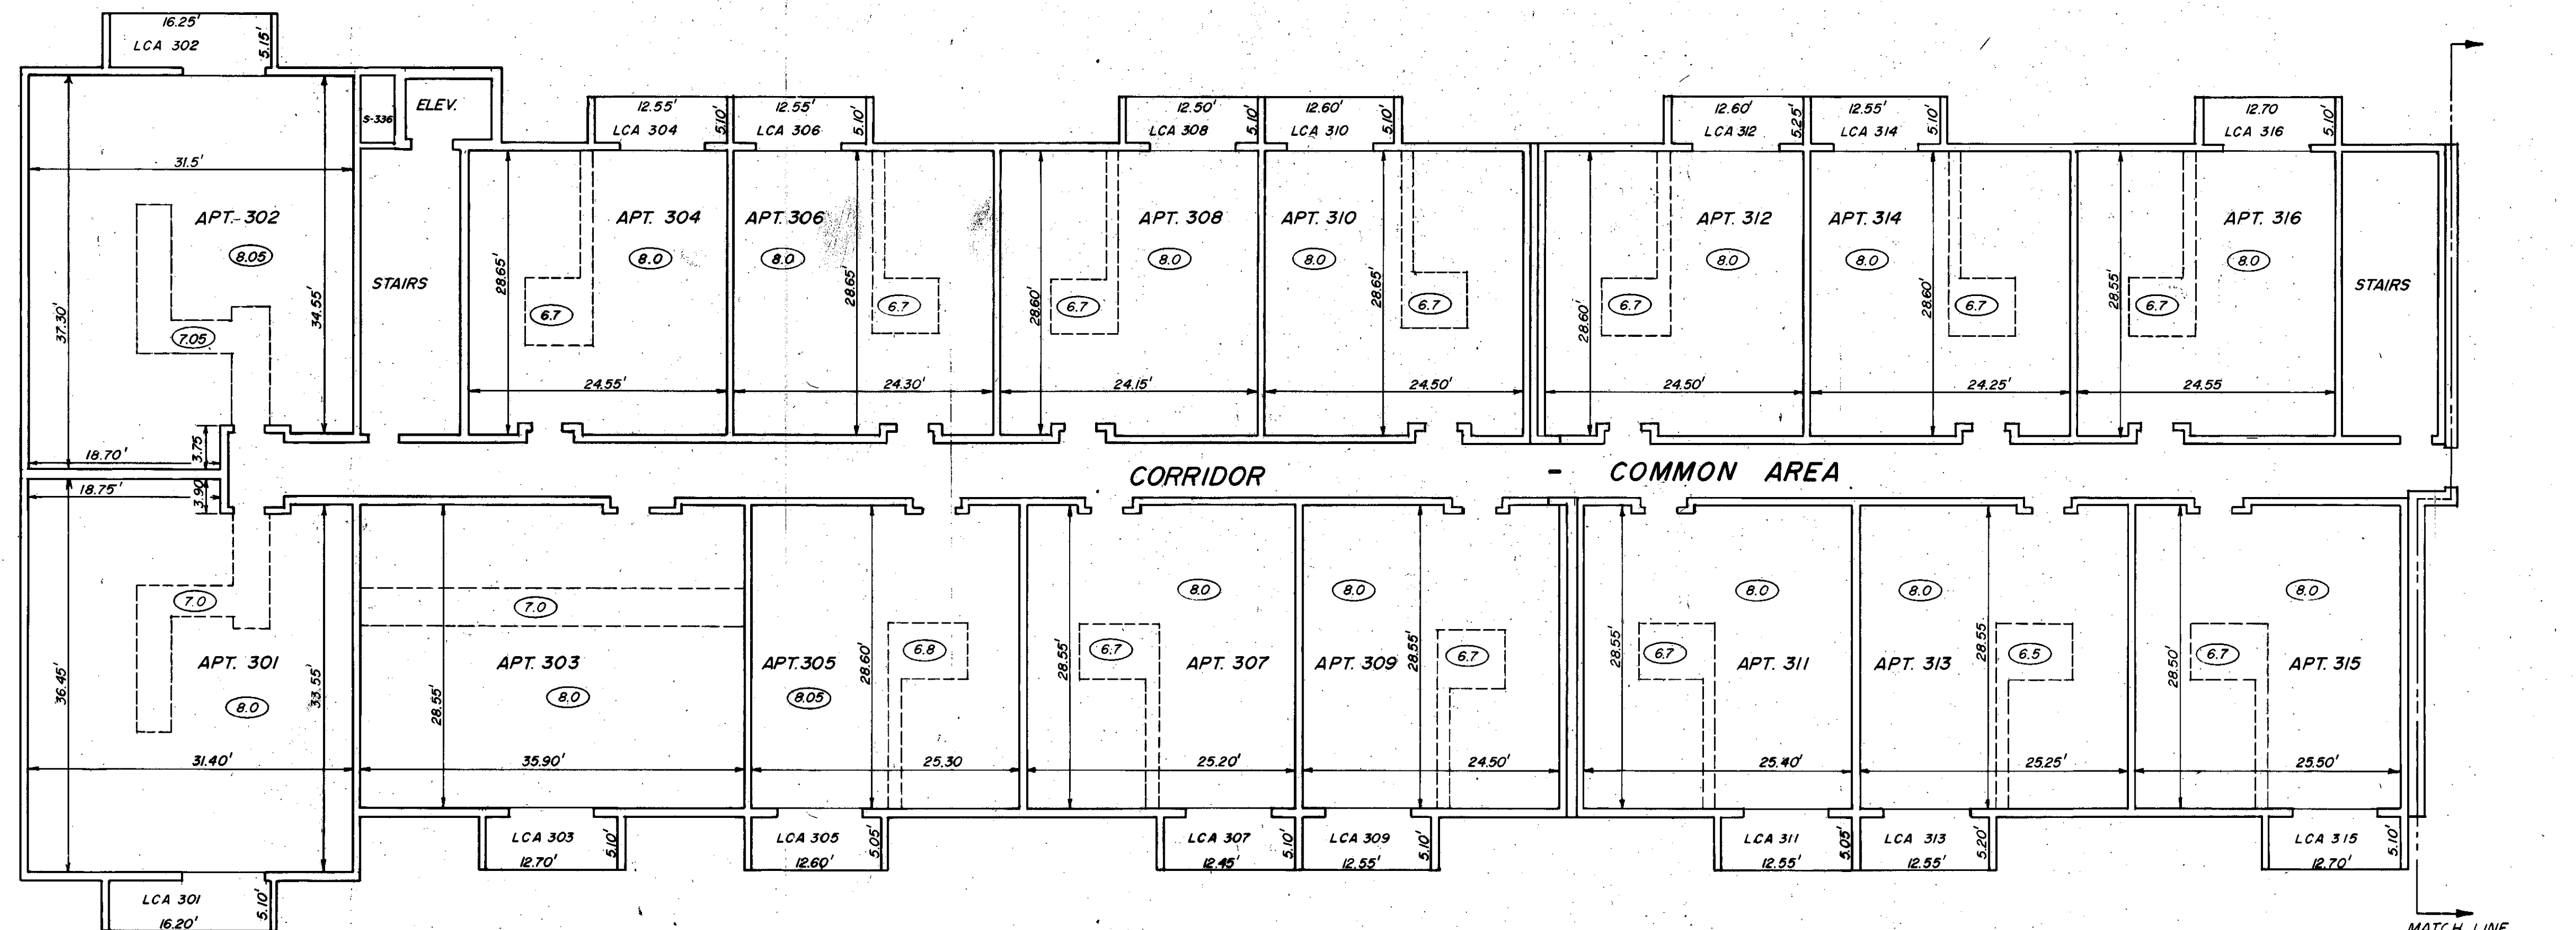 16.25'
LCA 302
5.15'
37.30'
31.5'
34.55'
APT. 302
8.05
7.05
18.70'
3.75
S-336
ELEV.
STAIRS
12.55'
LCA 304
5.10'
28.65'
APT. 304
8.0
6.7
24.55'
12.55'
LCA 306
5.10'
APT. 306
8.0
28.65'
6.7
24.30'
12.50'
LCA 308
5.10'
28.60'
APT. 308
8.0
6.7
24.15'
12.60'
LCA 310
5.10'
APT. 310
8.0
28.65'
6.7
24.50'
12.60'
LCA 312
5.25'
28.60'
APT. 312
8.0
6.7
24.50'
12.55'
LCA 314
5.10'
APT. 314
8.0
28.60'
6.7
24.25'
12.70
LCA 316
5.10'
28.55'
APT. 316
8.0
6.7
24.55
STAIRS
CORRIDOR - COMMON AREA
18.75'
3.90
36.45'
7.0
APT. 301
8.0
33.55'
31.40'
LCA 301
16.20'
5.10'
7.0
APT. 303
8.0
28.55'
35.90'
LCA 303
12.70'
5.10'
APT. 305
8.05
28.60'
6.8
25.30
LCA 305
12.60'
5.05'
28.55'
6.7
8.0
APT. 307
25.20'
LCA 307
12.45'
5.10'
8.0
APT. 309
28.55'
6.7
24.50'
LCA 309
12.55'
5.10'
28.55'
6.7
8.0
APT. 311
25.40'
LCA 311
12.55'
5.05'
8.0
APT. 313
28.55
6.5
25.25'
LCA 313
12.55'
5.20'
28.50'
6.7
8.0
APT. 315
25.50'
LCA 315
12.70'
5.10'
MATCH LINE